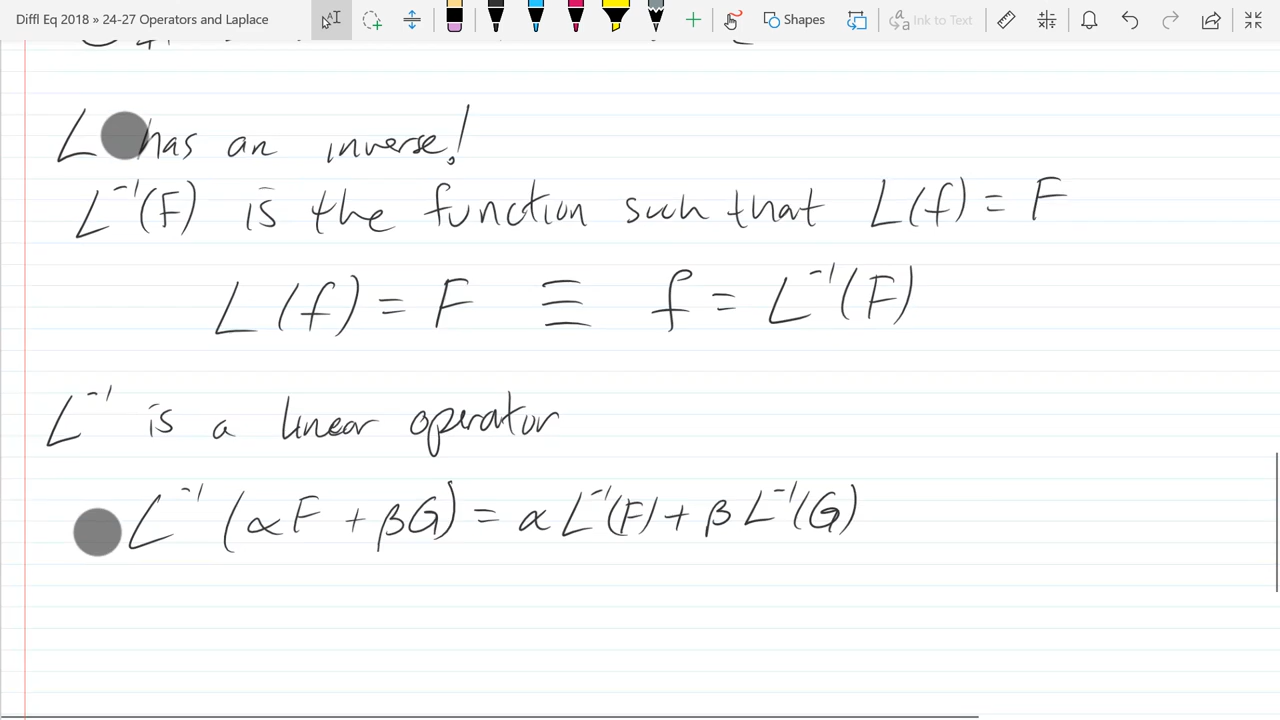 Diffl Eq 2018 » 24-27 Operators and Laplace Shapes Ink to Text
L has an inverse!
L⁻¹(F) is the function such that L(f) = F
L(f) = F ≡ f = L⁻¹(F)
L⁻¹ is a linear operator
L⁻¹(αF + βG) = αL⁻¹(F) + βL⁻¹(G)